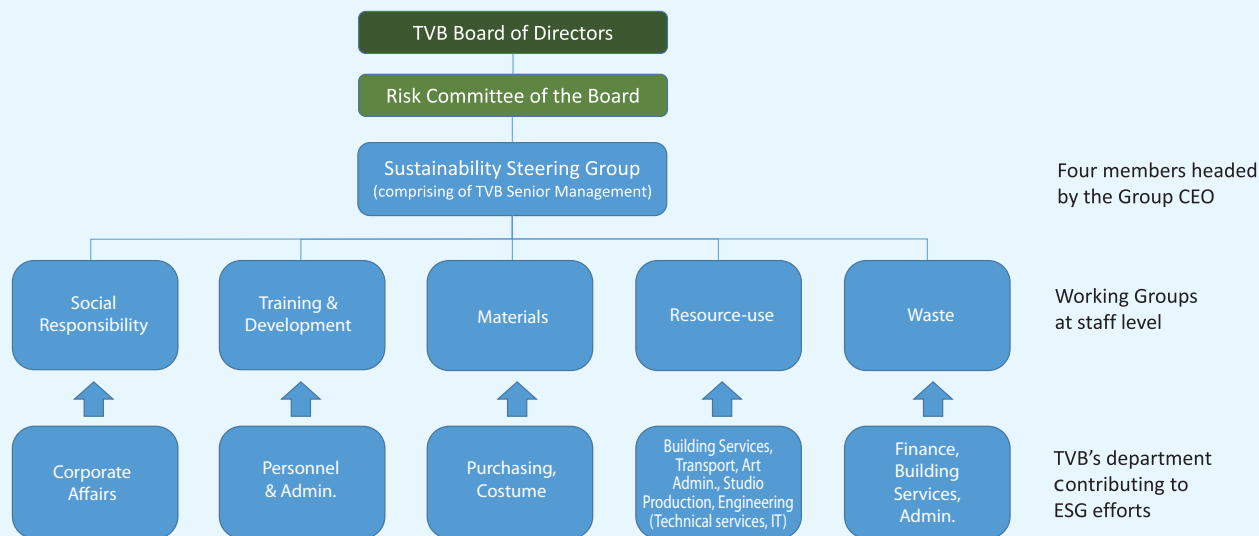 TVB Board of Directors
Risk Committee of the Board
Sustainability Steering Group
(comprising of TVB Senior Management)
Four members headed
by the Group CEO
Social
Responsibility
Training &
Development
Materials
Resource-use
Waste
Working Groups
at staff level
Corporate
Affairs
Personnel
& Admin.
Purchasing,
Costume
Building Services,
Transport, Art
Admin., Studio
Production, Engineering
(Technical services, IT)
Finance,
Building
Services,
Admin.
TVB’s department
contributing to
ESG efforts